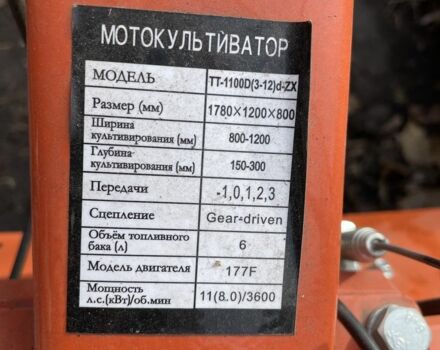 МОТОКУЛЬТИВАТОР
МОДЕЛЬ TT-1100D(3-12)d-ZX
Размер (мм) 1780×1200×800
Ширина
культивирования (мм) 800-1200
Глубина
культивирования (мм) 150-300
Передачи -1,0,1,2,3
Сцепление Gear-driven
Объём топливного
бака (л) 6
Модель двигателя 177F
Мощность
л.с.(кВт)/об.мин 11(8.0)/3600